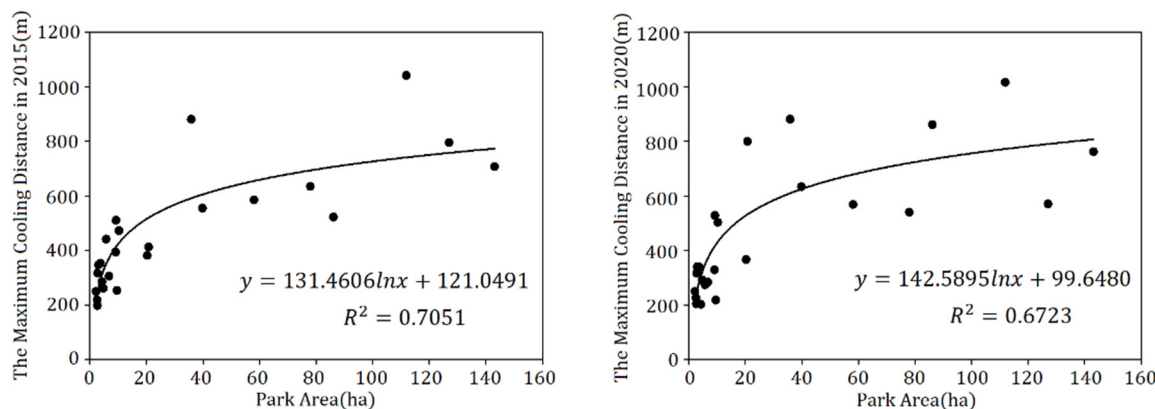 The Maximum Cooling Distance in 2015(m)
1200
1000
800
600
400
200
0
y = 131.4606lnx + 121.0491
R² = 0.7051
0 20 40 60 80 100 120 140 160
Park Area(ha)
The Maximum Cooling Distance in 2020(m)
1200
1000
800
600
400
200
0
y = 142.5895lnx + 99.6480
R² = 0.6723
0 20 40 60 80 100 120 140 160
Park Area(ha)